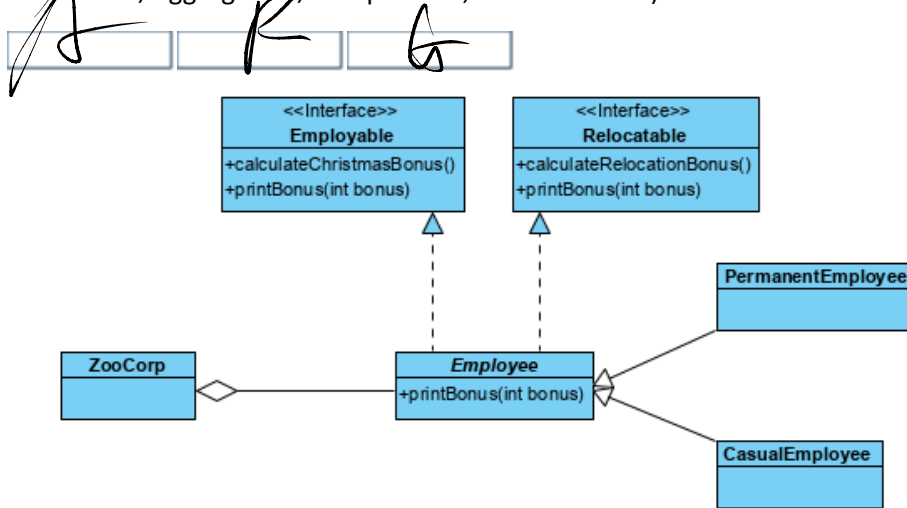 A R G
<<Interface>> <<Interface>>
Employable Relocatable
+calculateChristmasBonus() +calculateRelocationBonus()
+printBonus(int bonus) +printBonus(int bonus)
PermanentEmployee
ZooCorp Employee
+printBonus(int bonus)
CasualEmployee